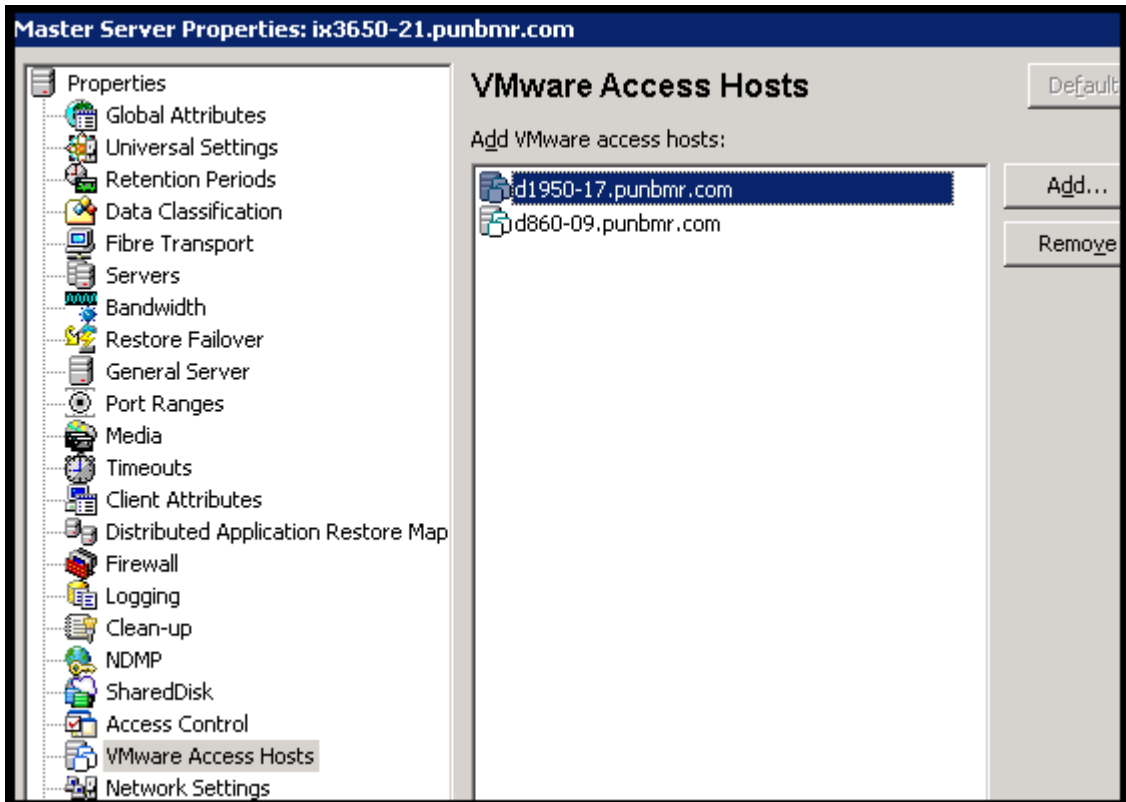 Master Server Properties: ix3650-21.punbmr.com
Properties
Global Attributes
Universal Settings
Retention Periods
Data Classification
Fibre Transport
Servers
Bandwidth
Restore Failover
General Server
Port Ranges
Media
Timeouts
Client Attributes
Distributed Application Restore Map
Firewall
Logging
Clean-up
NDMP
SharedDisk
Access Control
VMware Access Hosts
Network Settings
VMware Access Hosts
Default
Add VMware access hosts:
d1950-17.punbmr.com
d860-09.punbmr.com
Add...
Remove